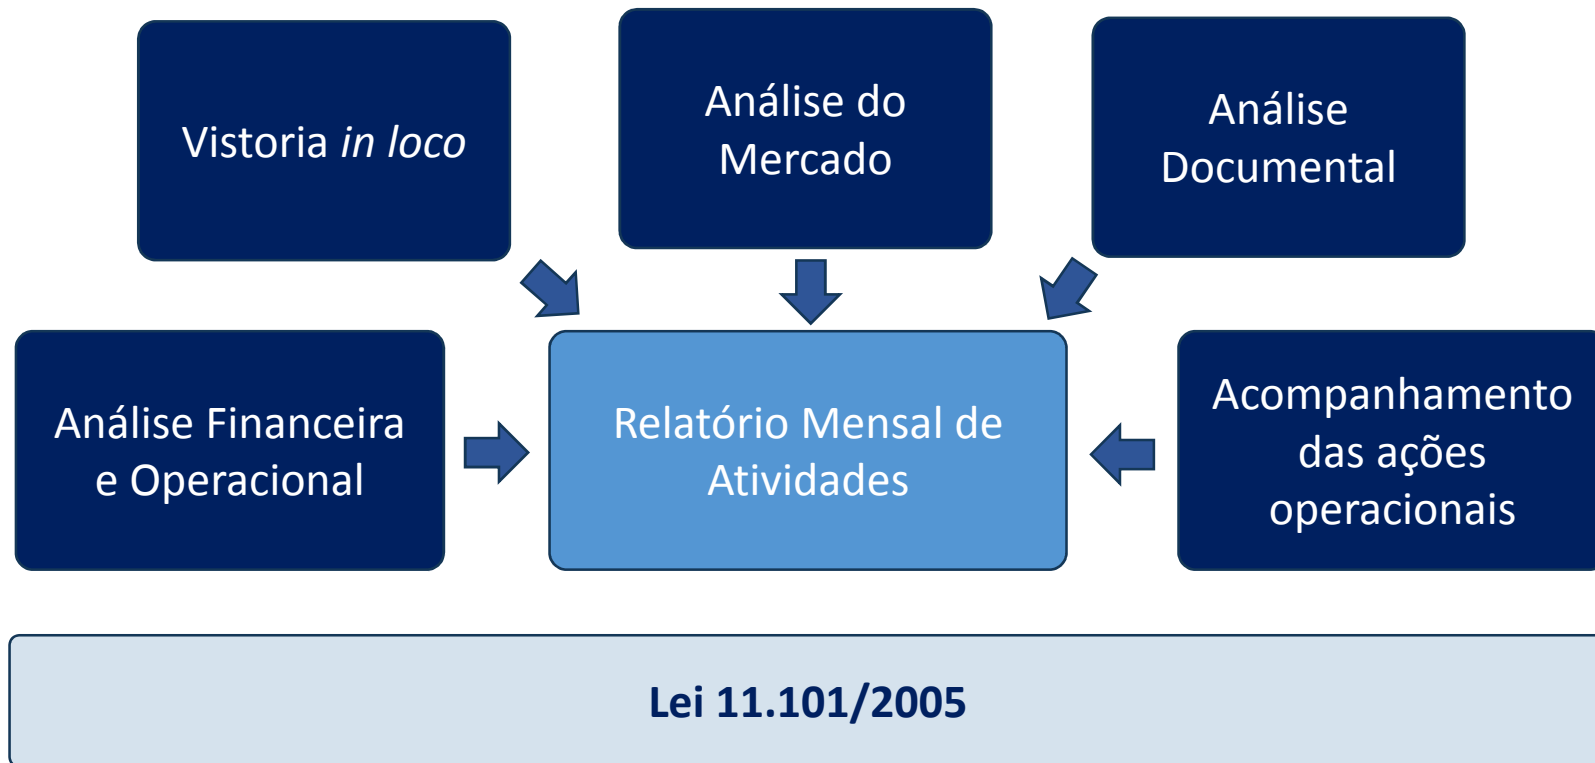 Vistoria in loco
Análise do
Mercado
Análise
Documental
Análise Financeira
e Operacional
Relatório Mensal de
Atividades
Acompanhamento
das ações
operacionais
Lei 11.101/2005